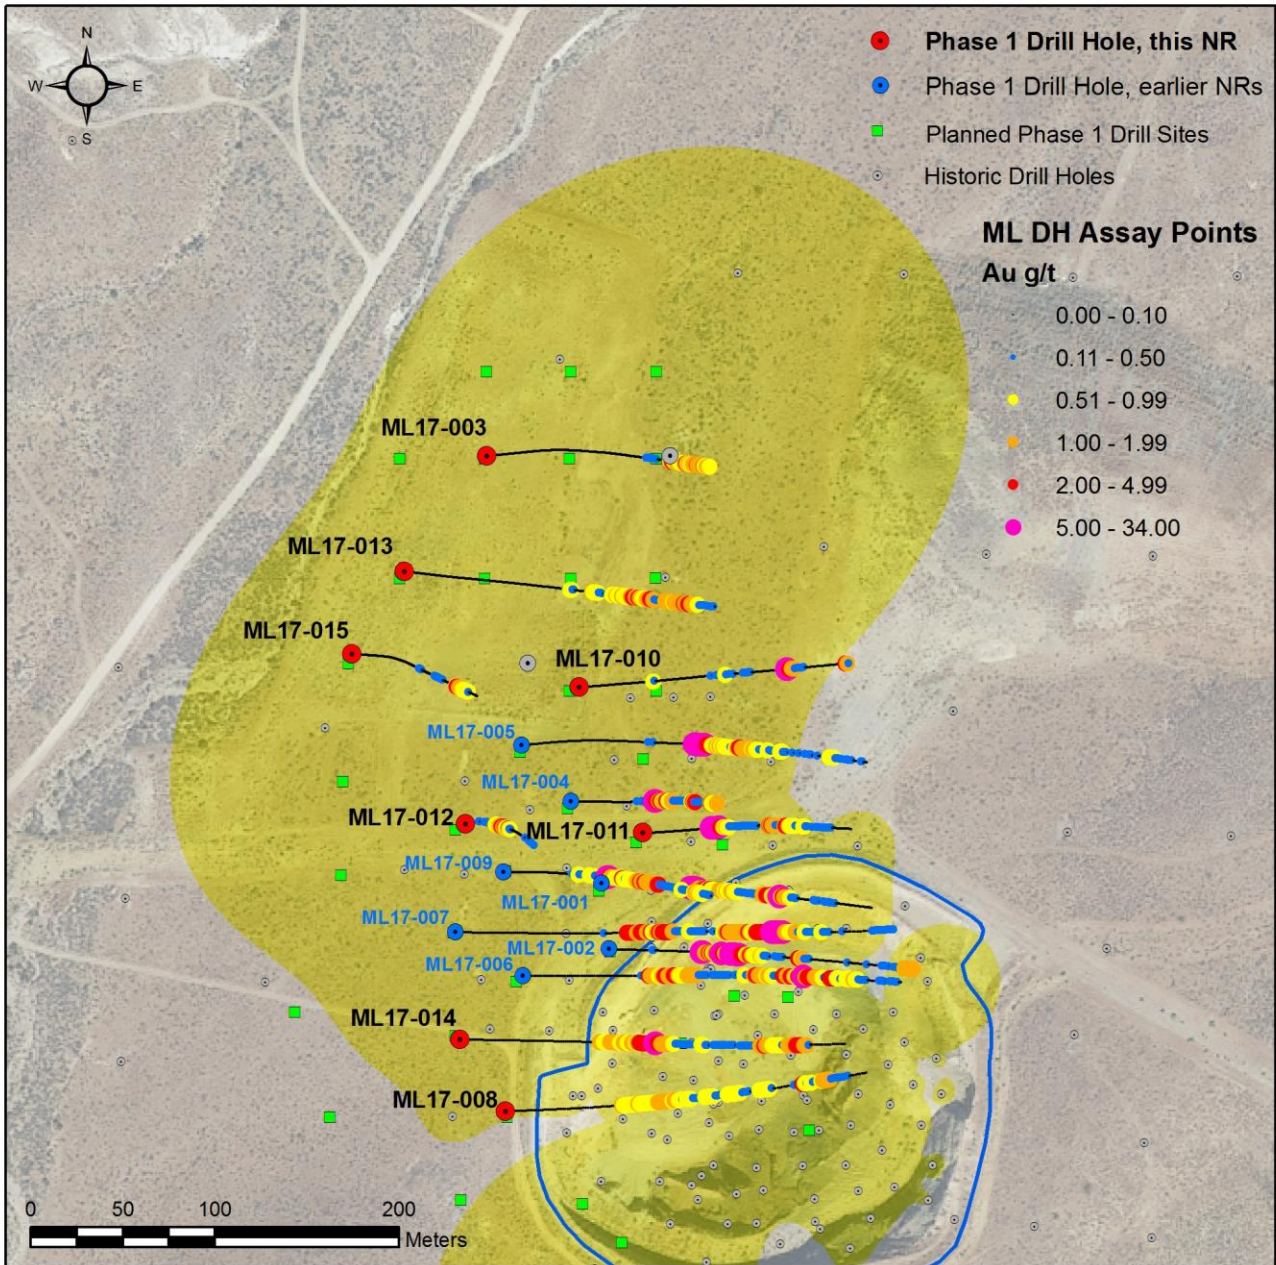 N
W E
S
Phase 1 Drill Hole, this NR
Phase 1 Drill Hole, earlier NRs
Planned Phase 1 Drill Sites
Historic Drill Holes
ML DH Assay Points
Au g/t
0.00 - 0.10
0.11 - 0.50
0.51 - 0.99
1.00 - 1.99
2.00 - 4.99
5.00 - 34.00
ML17-003
ML17-013
ML17-015
ML17-010
ML17-005
ML17-004
ML17-012
ML17-011
ML17-009
ML17-001
ML17-007
ML17-002
ML17-006
ML17-014
ML17-008
0 50 100 200
Meters